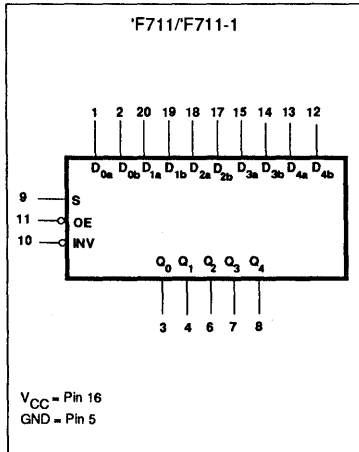 'F711/'F711-1
1 2 20 19 18 17 15 14 13 12
D0a D0b D1a D1b D2a D2b D3a D3b D4a D4b
9 S
11 OE
10 INV
Q0 Q1 Q2 Q3 Q4
3 4 6 7 8
VCC = Pin 16
GND = Pin 5